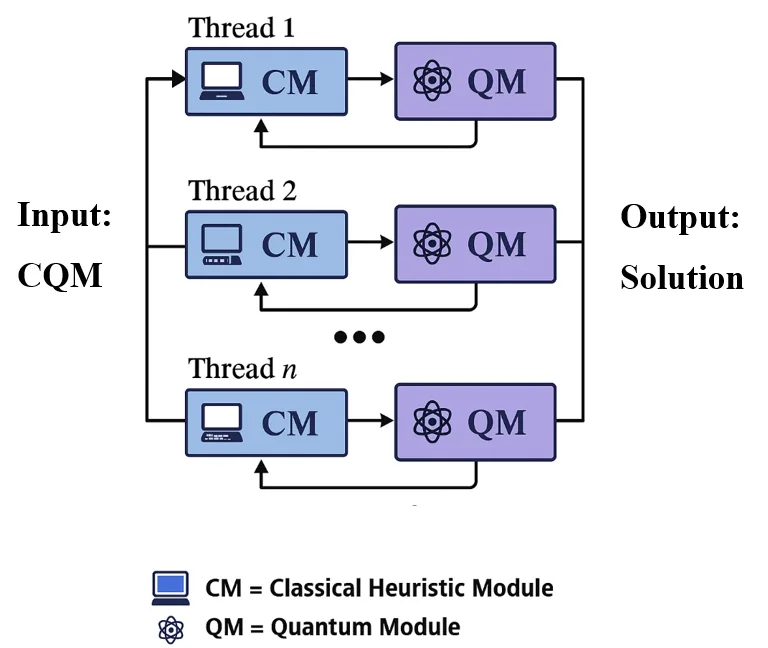 Thread 1
CM
QM
Thread 2
Input:
CQM
CM
QM
Output:
Solution
Thread n
CM
QM
CM = Classical Heuristic Module
QM = Quantum Module